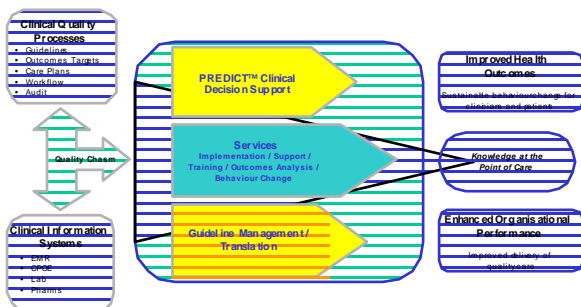 Clinical Quality
Processes
• Guidelines
• Outcomes Targets
• Care Plans
• Workflow
• Audit
Quality Chasm
Clinical Information
Systems
• EMR
• CPOE
• Lab
• Pharms
PREDICT™ Clinical
Decision Support
Services
Implementation / Support /
Training / Outcomes Analysis /
Behaviour Change
Guideline Management /
Translation
Improved Health
Outcomes
Sustainable behaviour change for
clinicians and patients
Knowledge at the
Point of Care
Enhanced Organisational
Performance
Improved delivery of
quality care